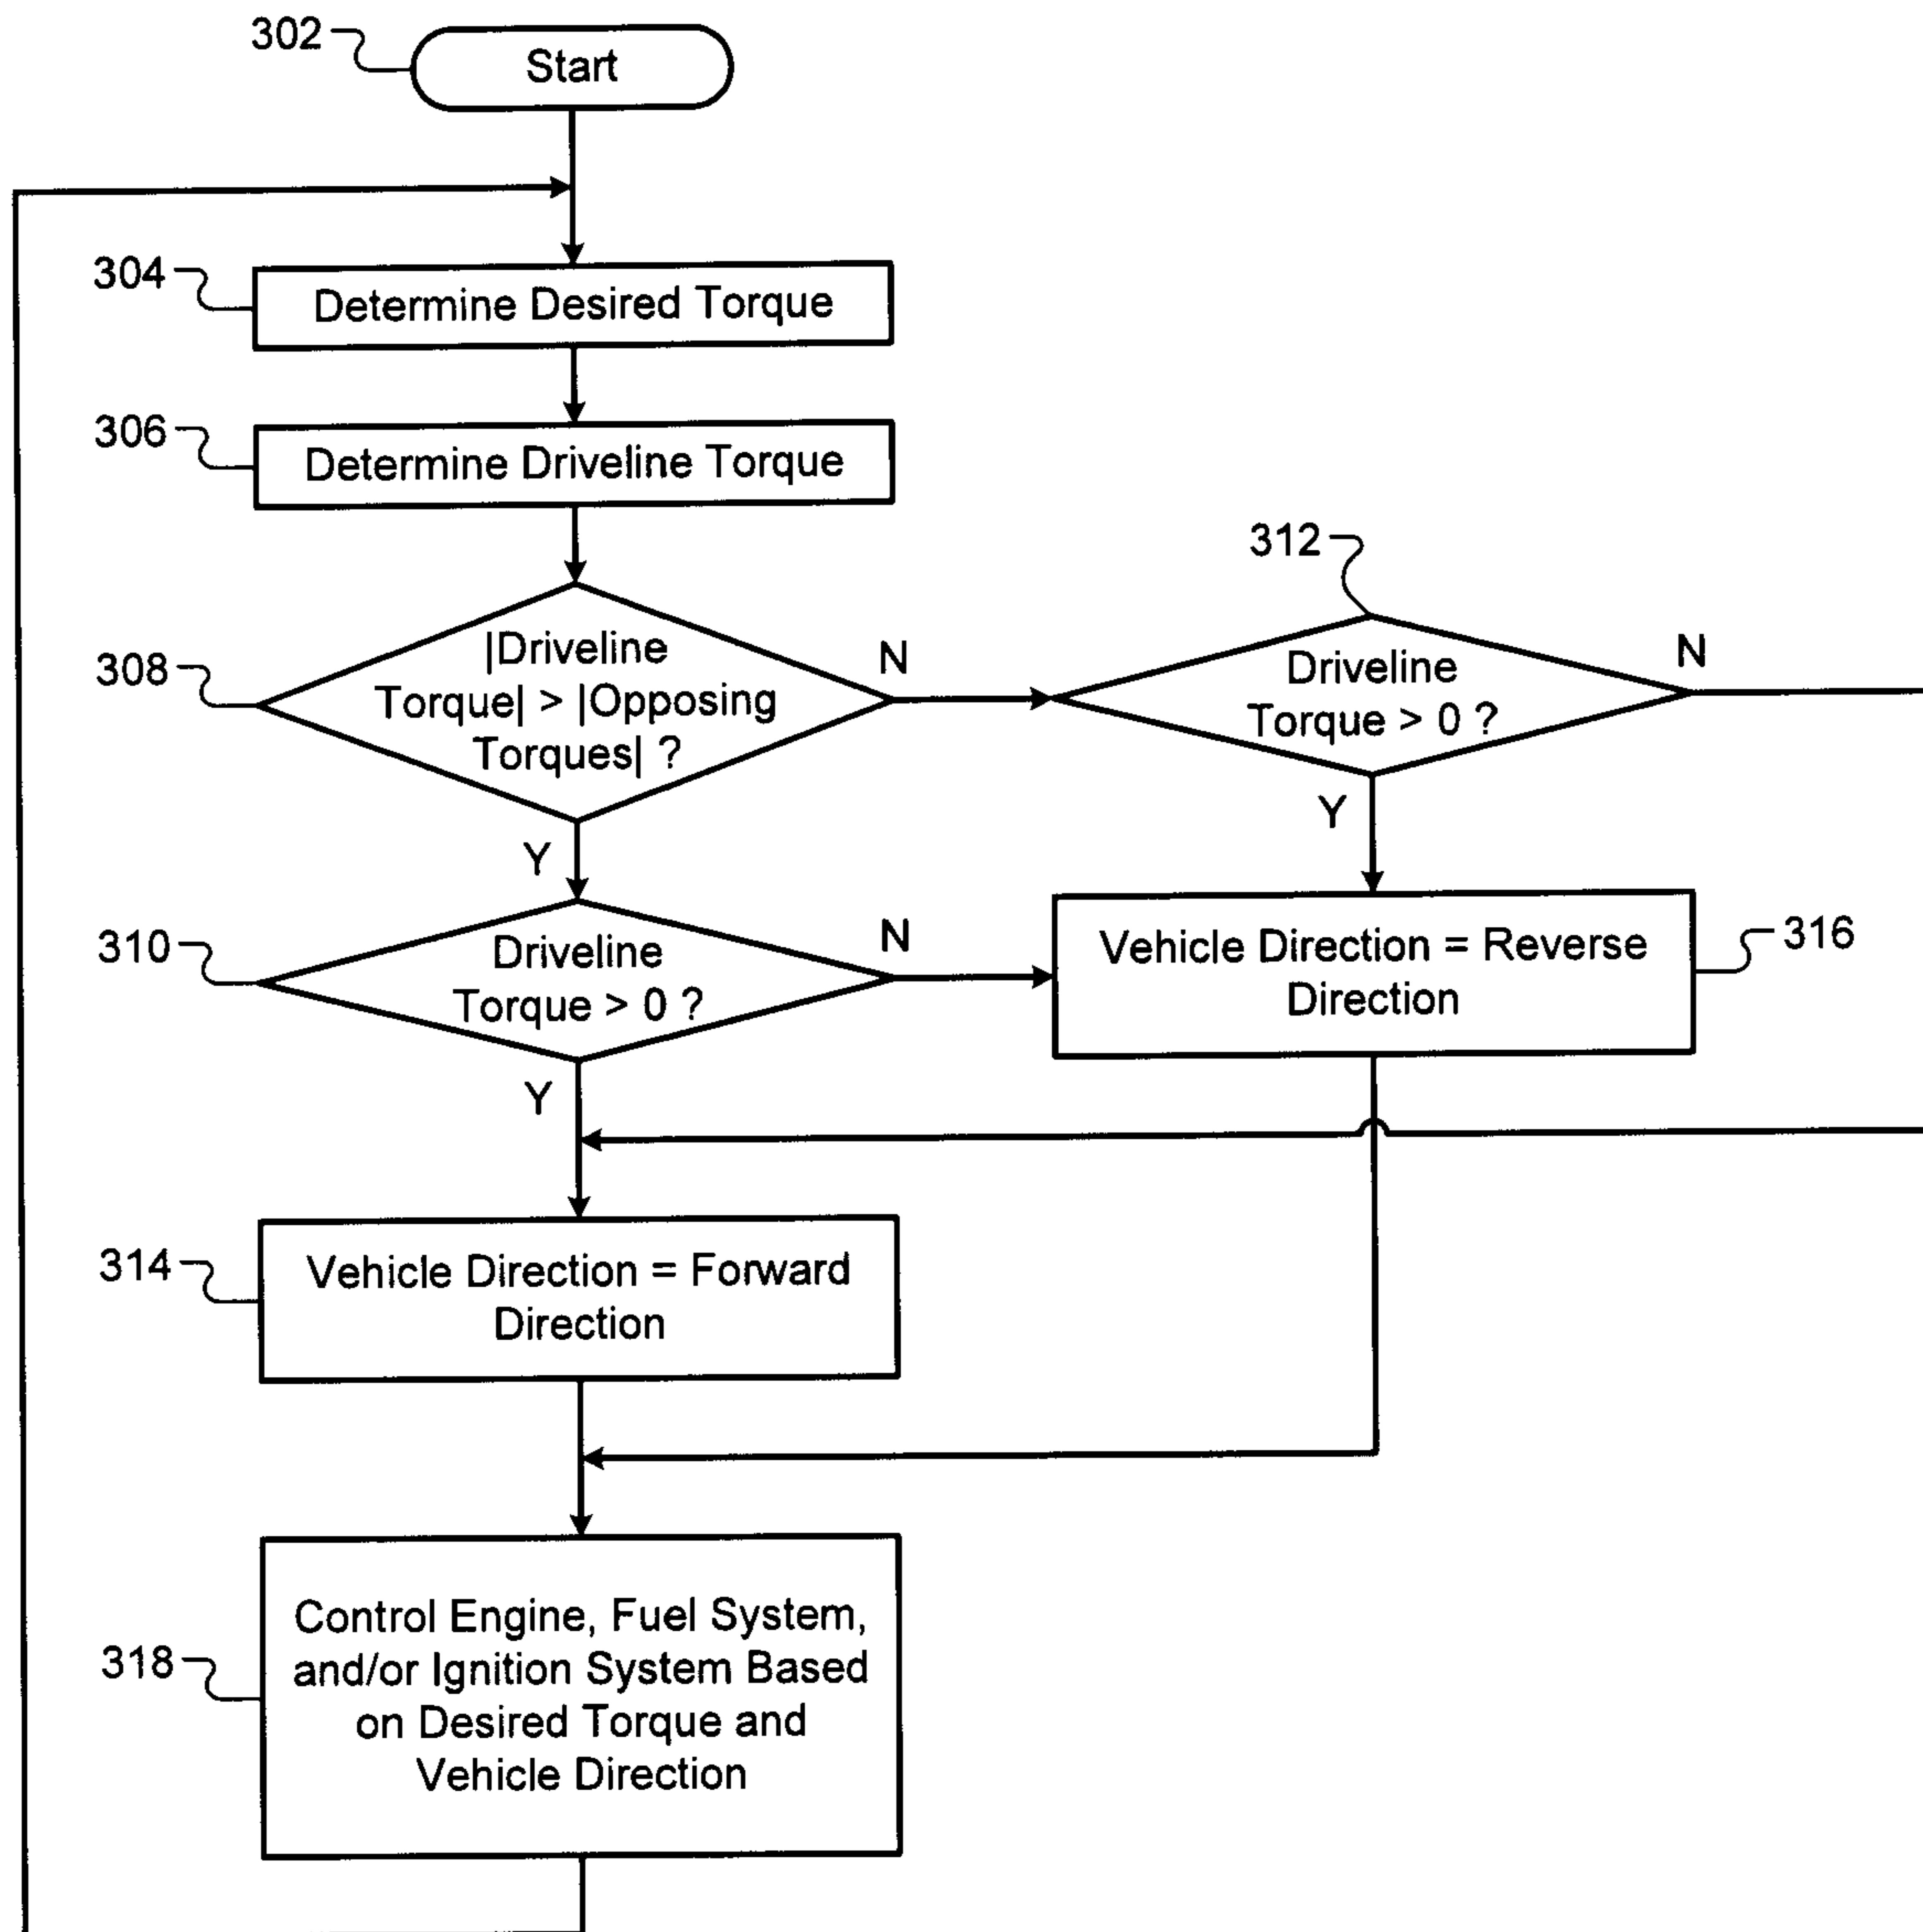 302
Start
304
Determine Desired Torque
306
Determine Driveline Torque
308
|Driveline
Torque| > |Opposing
Torques| ?
N
Y
312
Driveline
Torque > 0 ?
N
Y
310
Driveline
Torque > 0 ?
N
Y
Vehicle Direction = Reverse
Direction
316
314
Vehicle Direction = Forward
Direction
318
Control Engine, Fuel System,
and/or Ignition System Based
on Desired Torque and
Vehicle Direction